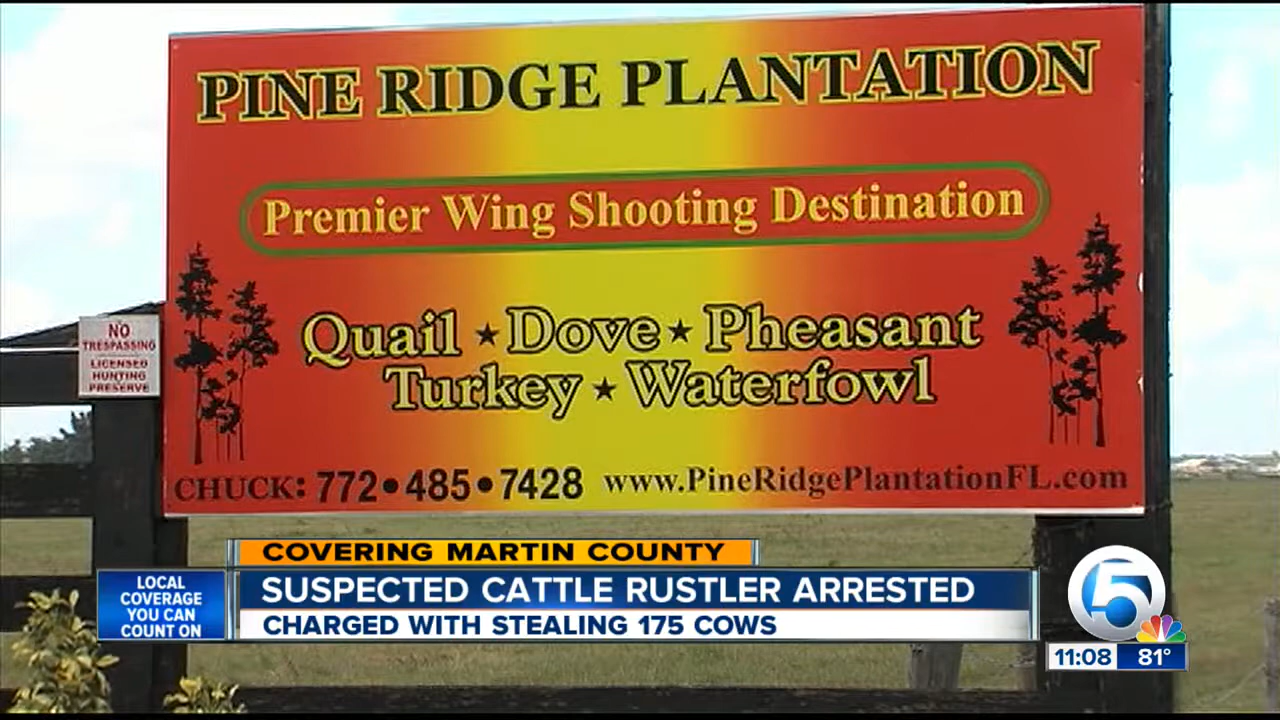 PINE RIDGE PLANTATION
Premier Wing Shooting Destination
Quail ★ Dove ★ Pheasant
Turkey ★ Waterfowl
CHUCK: 772•485•7428 www.PineRidgePlantationFL.com
NO
TRESPASSING
LICENSED
HUNTING
PRESERVE
COVERING MARTIN COUNTY
LOCAL
COVERAGE
YOU CAN
COUNT ON
SUSPECTED CATTLE RUSTLER ARRESTED
CHARGED WITH STEALING 175 COWS
5
11:08 81°